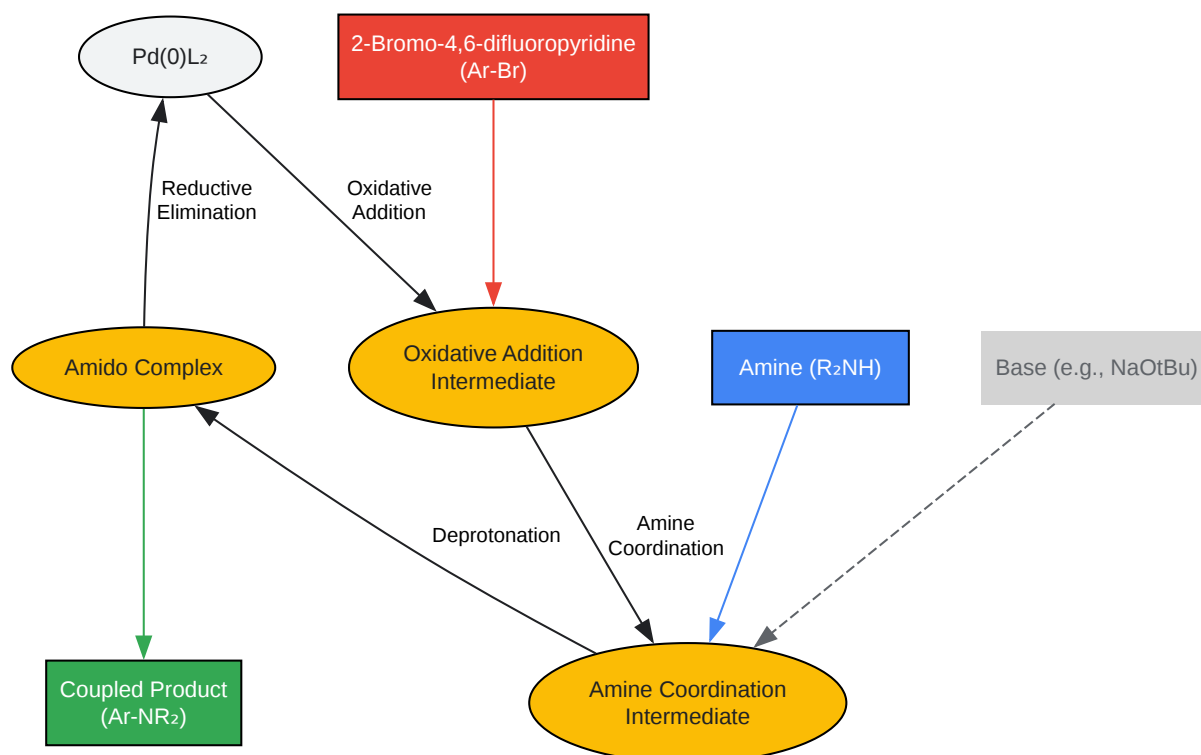 Pd(0)L₂
2-Bromo-4,6-difluoropyridine
(Ar-Br)
Reductive
Elimination
Oxidative
Addition
Amido Complex
Oxidative Addition
Intermediate
Amine (R₂NH)
Base (e.g., NaOtBu)
Deprotonation
Amine
Coordination
Coupled Product
(Ar-NR₂)
Amine Coordination
Intermediate